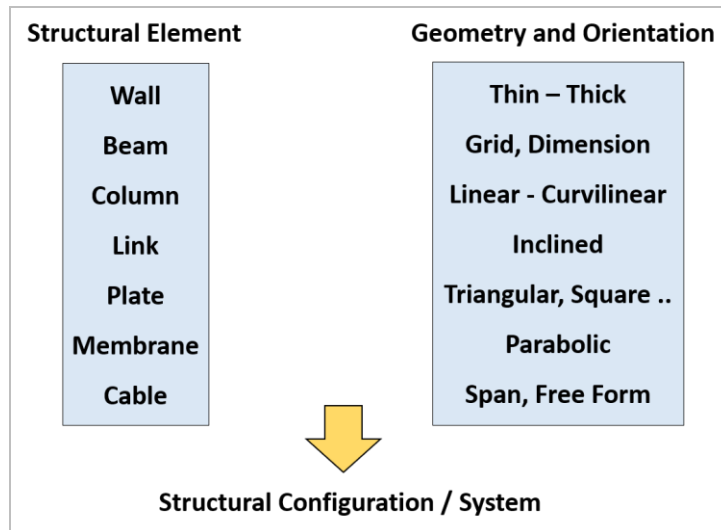 Structural Element
Wall
Beam
Column
Link
Plate
Membrane
Cable
Geometry and Orientation
Thin – Thick
Grid, Dimension
Linear - Curvilinear
Inclined
Triangular, Square ..
Parabolic
Span, Free Form
Structural Configuration / System